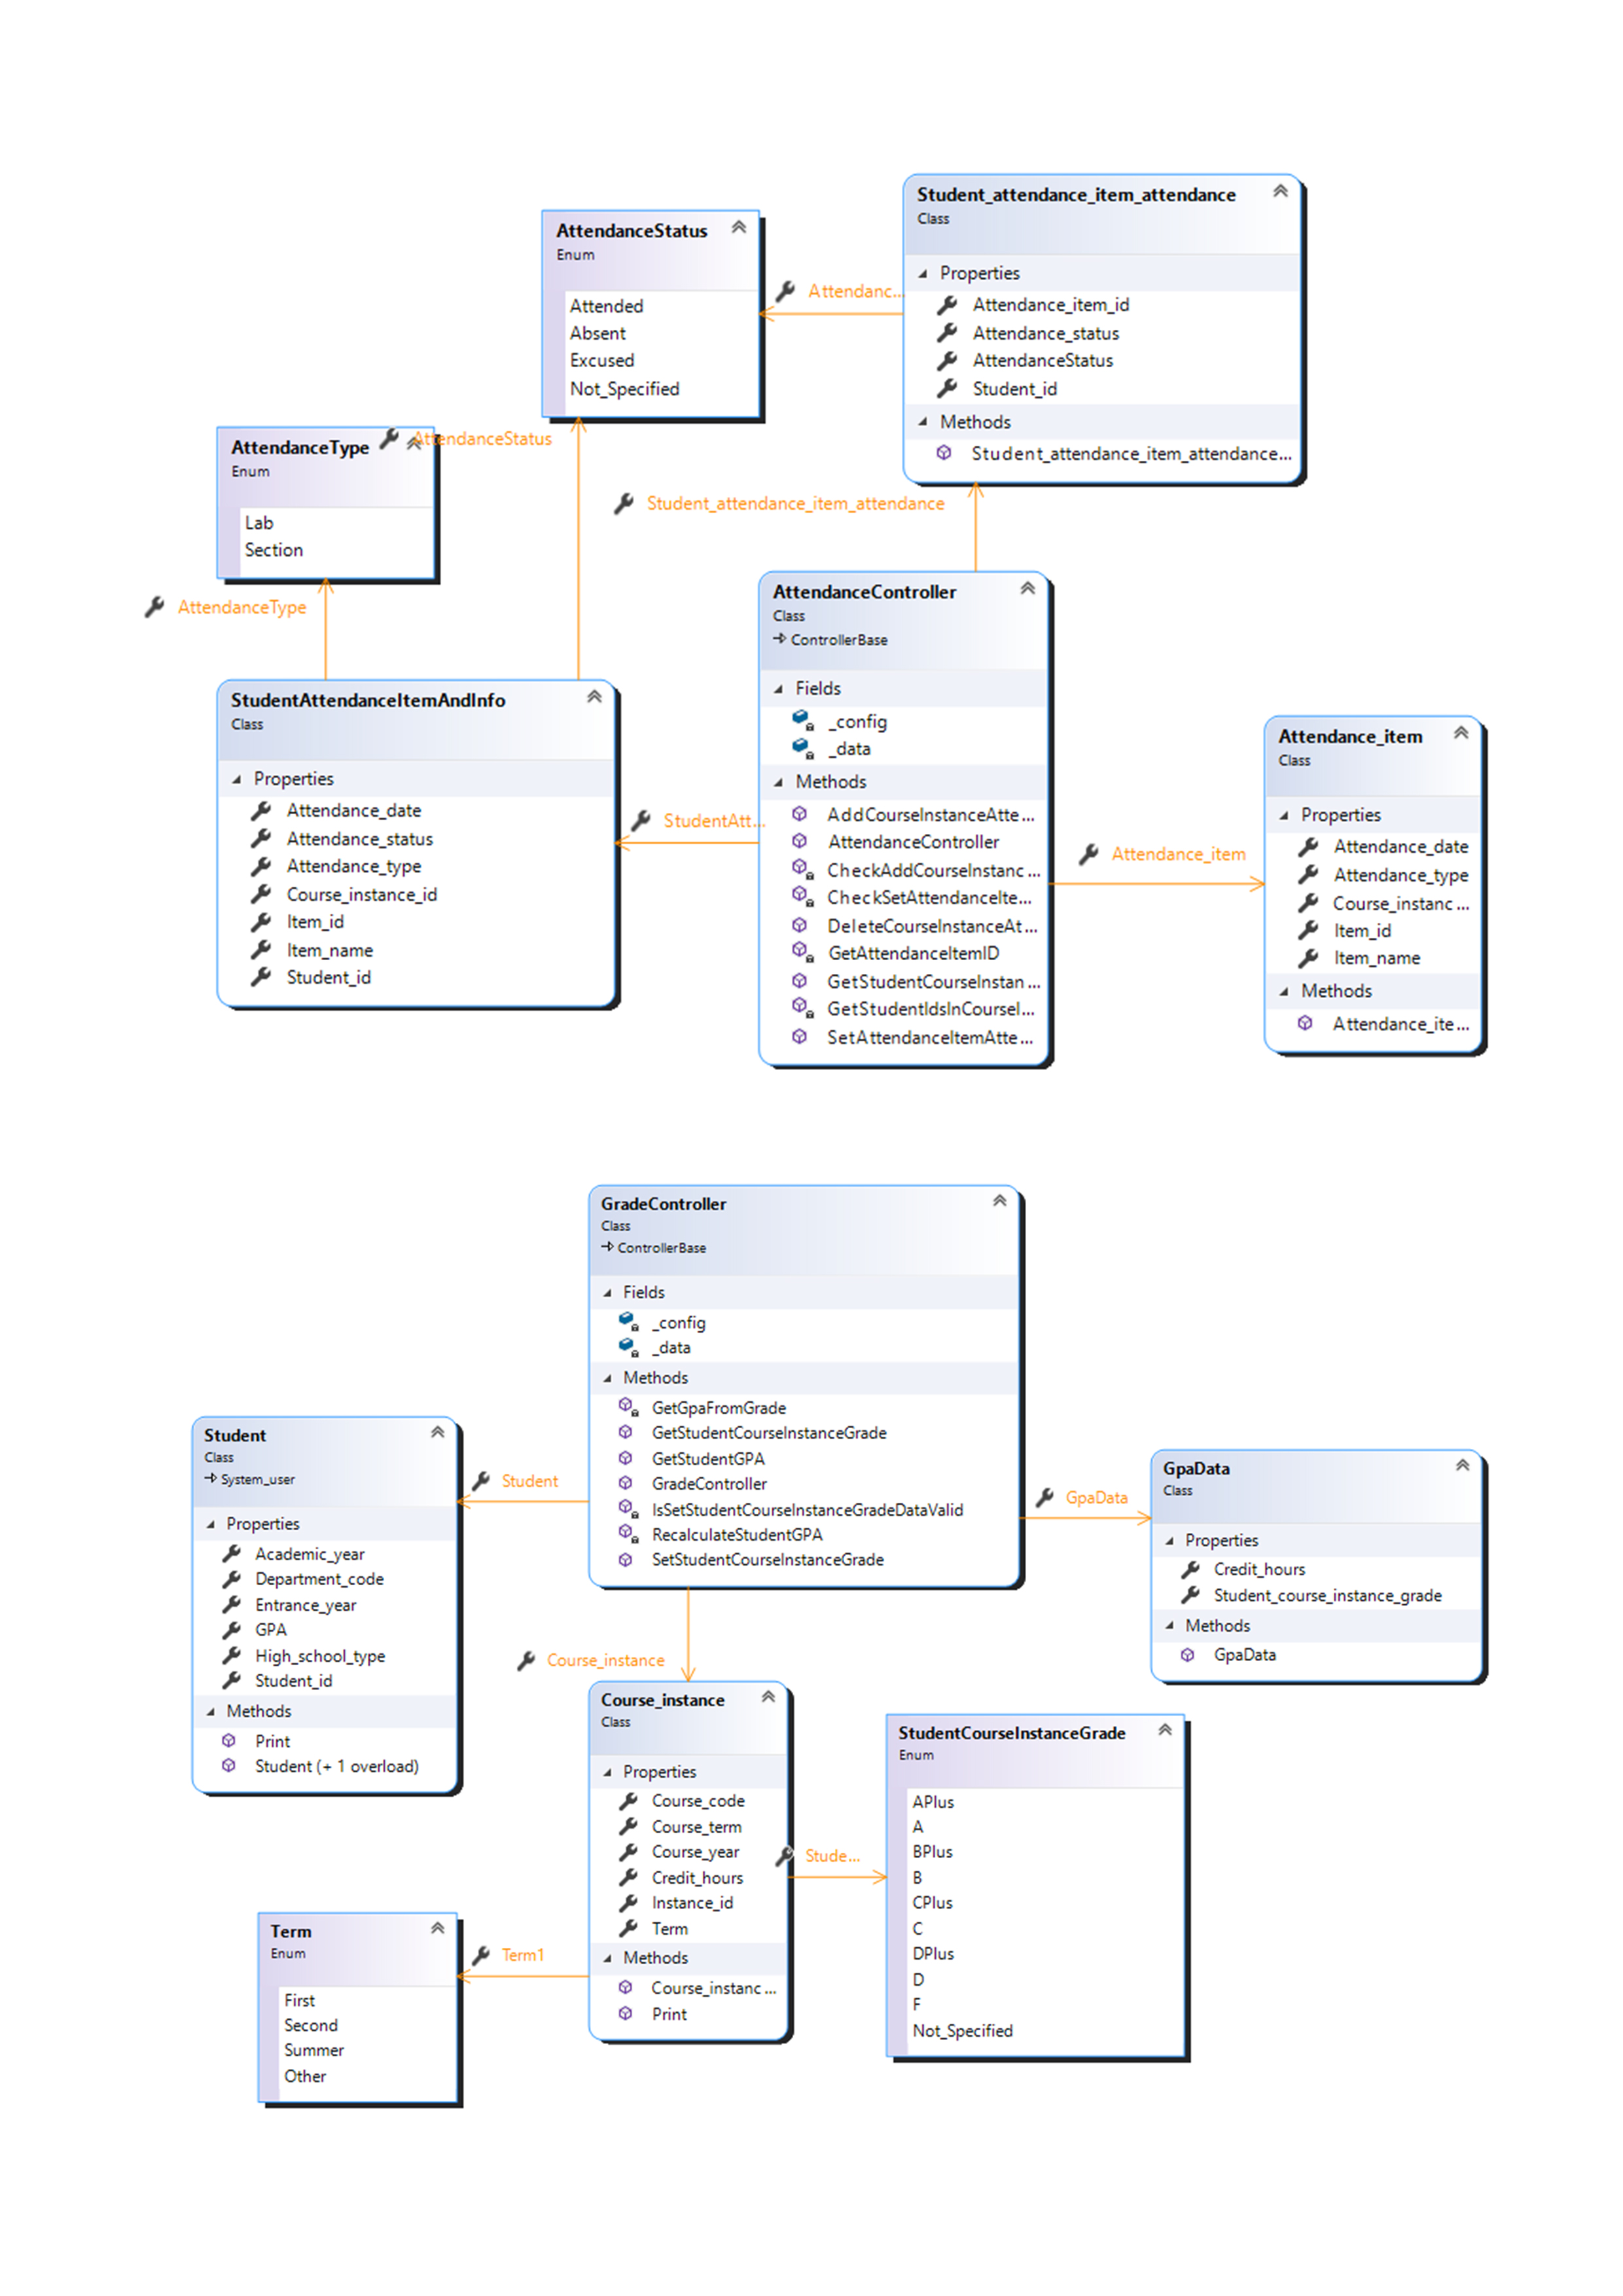 Student_attendance_item_attendance
Class
Properties
Attendance_item_id
Attendance_status
AttendanceStatus
Student_id
Methods
Student_attendance_item_attendance...
AttendanceStatus
Enum
Attended
Absent
Excused
Not_Specified
Attendanc...
AttendanceType
Enum
Lab
Section
AttendanceStatus
Student_attendance_item_attendance
AttendanceType
AttendanceController
Class
ControllerBase
Fields
_config
_data
Methods
AddCourseInstanceAtte...
AttendanceController
CheckAddCourseInstanc...
CheckSetAttendanceIte...
DeleteCourseInstanceAt...
GetAttendanceItemID
GetStudentCourseInstan...
GetStudentIdsInCourseI...
SetAttendanceItemAtte...
StudentAttendanceItemAndInfo
Class
Properties
Attendance_date
Attendance_status
Attendance_type
Course_instance_id
Item_id
Item_name
Student_id
StudentAtt...
Attendance_item
Attendance_item
Class
Properties
Attendance_date
Attendance_type
Course_instanc...
Item_id
Item_name
Methods
Attendance_ite...
GradeController
Class
ControllerBase
Fields
_config
_data
Methods
GetGpaFromGrade
GetStudentCourseInstanceGrade
GetStudentGPA
GradeController
IsSetStudentCourseInstanceGradeDataValid
RecalculateStudentGPA
SetStudentCourseInstanceGrade
Student
Class
System_user
Properties
Academic_year
Department_code
Entrance_year
GPA
High_school_type
Student_id
Methods
Print
Student (+ 1 overload)
Student
GpaData
GpaData
Class
Properties
Credit_hours
Student_course_instance_grade
Methods
GpaData
Course_instance
Course_instance
Class
Properties
Course_code
Course_term
Course_year
Credit_hours
Instance_id
Term
Methods
Course_instanc...
Print
Stude...
StudentCourseInstanceGrade
Enum
APlus
A
BPlus
B
CPlus
C
DPlus
D
F
Not_Specified
Term1
Term
Enum
First
Second
Summer
Other